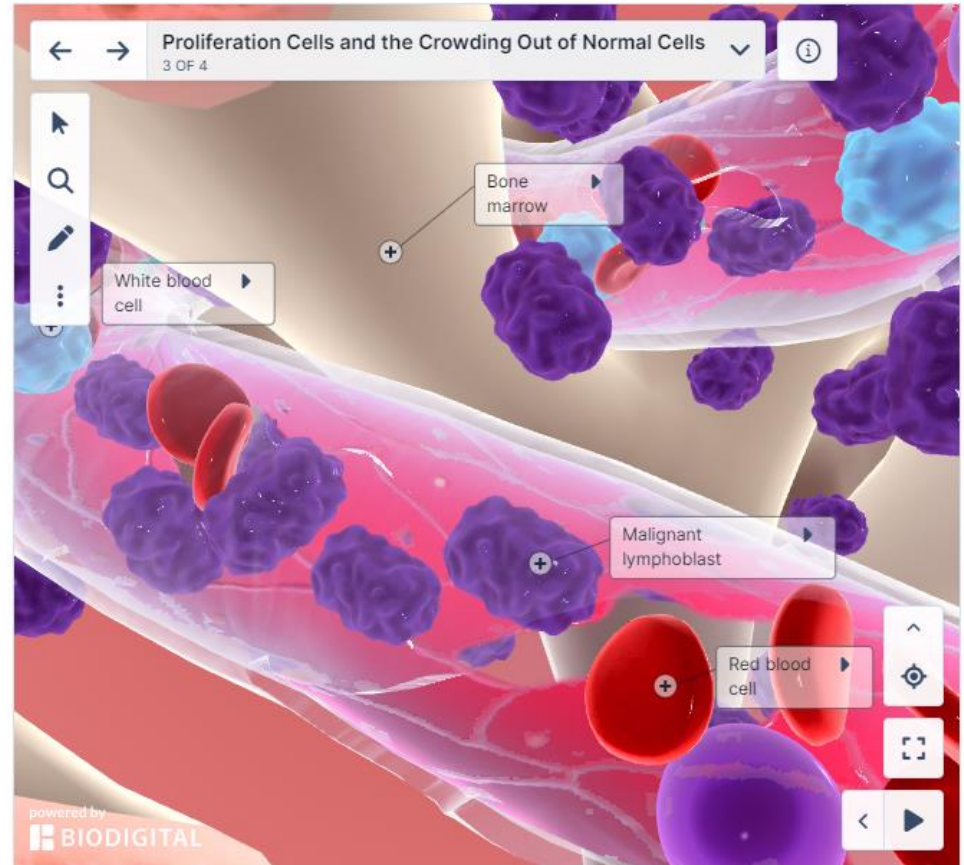 Proliferation Cells and the Crowding Out of Normal Cells
3 OF 4
Bone
marrow
White blood
cell
Malignant
lymphoblast
Red blood
cell
powered by
BIODIGITAL